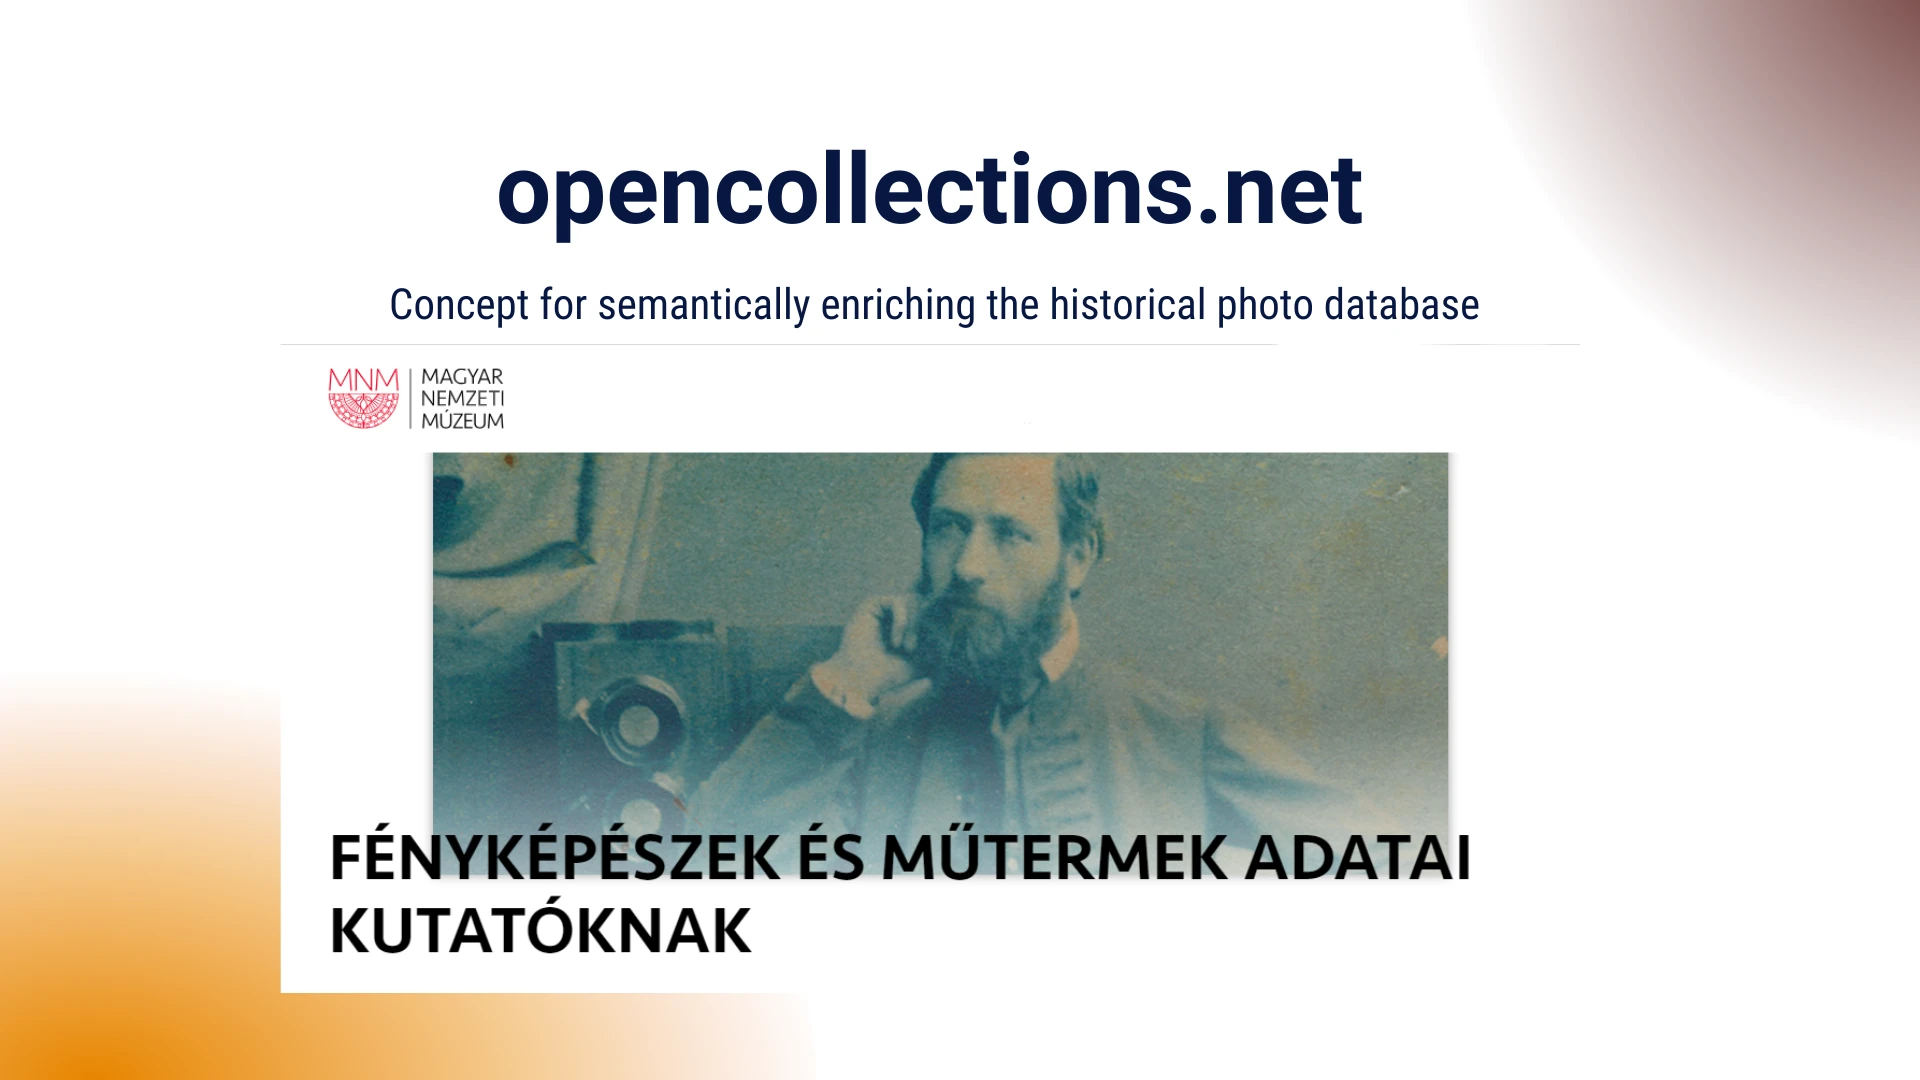 opencollections.net
Concept for semantically enriching the historical photo database
MNM
MAGYAR
NEMZETI
MÚZEUM
FÉNYKÉPÉSZEK ÉS MŰTERMEK ADATAI
KUTATÓKNAK